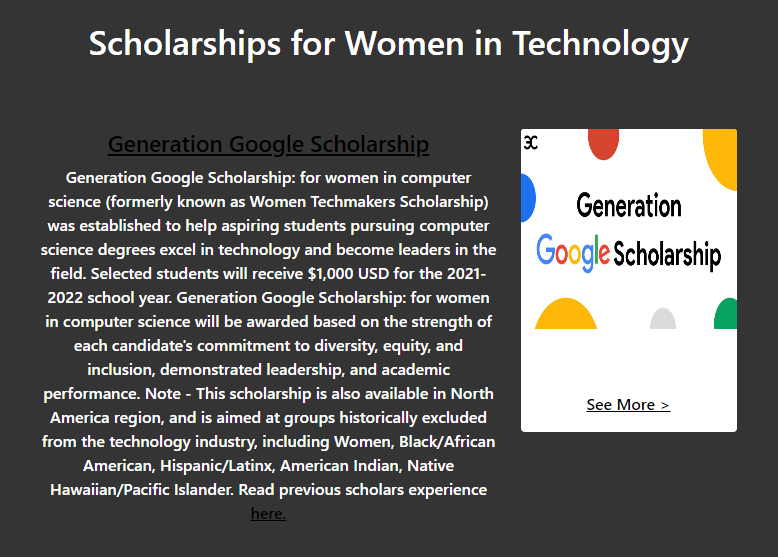 Scholarships for Women in Technology
Generation Google Scholarship
Generation Google Scholarship: for women in computer
science (formerly known as Women Techmakers Scholarship)
was established to help aspiring students pursuing computer
science degrees excel in technology and become leaders in the
field. Selected students will receive $1,000 USD for the 2021-
2022 school year. Generation Google Scholarship: for women
in computer science will be awarded based on the strength of
each candidate's commitment to diversity, equity, and
inclusion, demonstrated leadership, and academic
performance. Note - This scholarship is also available in North
America region, and is aimed at groups historically excluded
from the technology industry, including Women, Black/African
American, Hispanic/Latinx, American Indian, Native
Hawaiian/Pacific Islander. Read previous scholars experience
here.
Generation
Google Scholarship
See More >